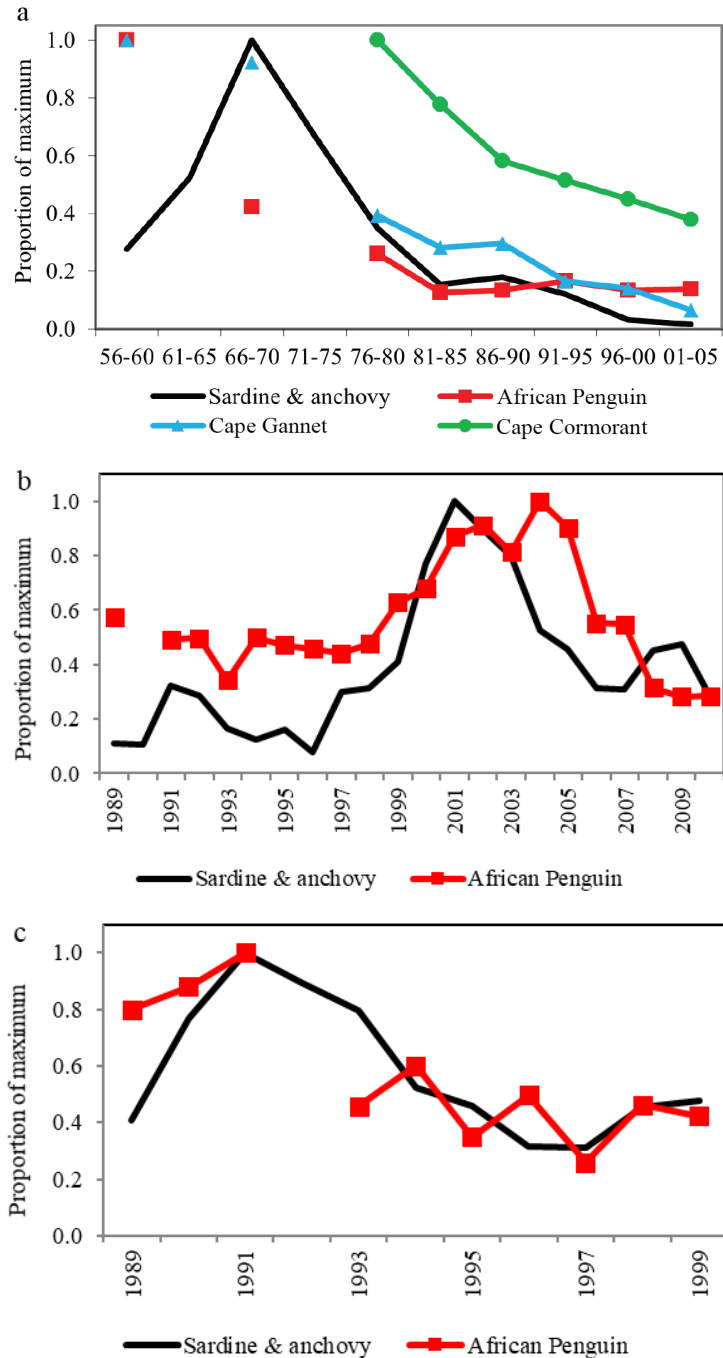 a
Proportion of maximum
1.0
0.8
0.6
0.4
0.2
0.0
56-60 61-65 66-70 71-75 76-80 81-85 86-90 91-95 96-00 01-05
Sardine & anchovy African Penguin
Cape Gannet Cape Cormorant
b
Proportion of maximum
1.0
0.8
0.6
0.4
0.2
0.0
1989 1991 1993 1995 1997 1999 2001 2003 2005 2007 2009
Sardine & anchovy African Penguin
c
Proportion of maximum
1.0
0.8
0.6
0.4
0.2
0.0
1989 1991 1993 1995 1997 1999
Sardine & anchovy African Penguin